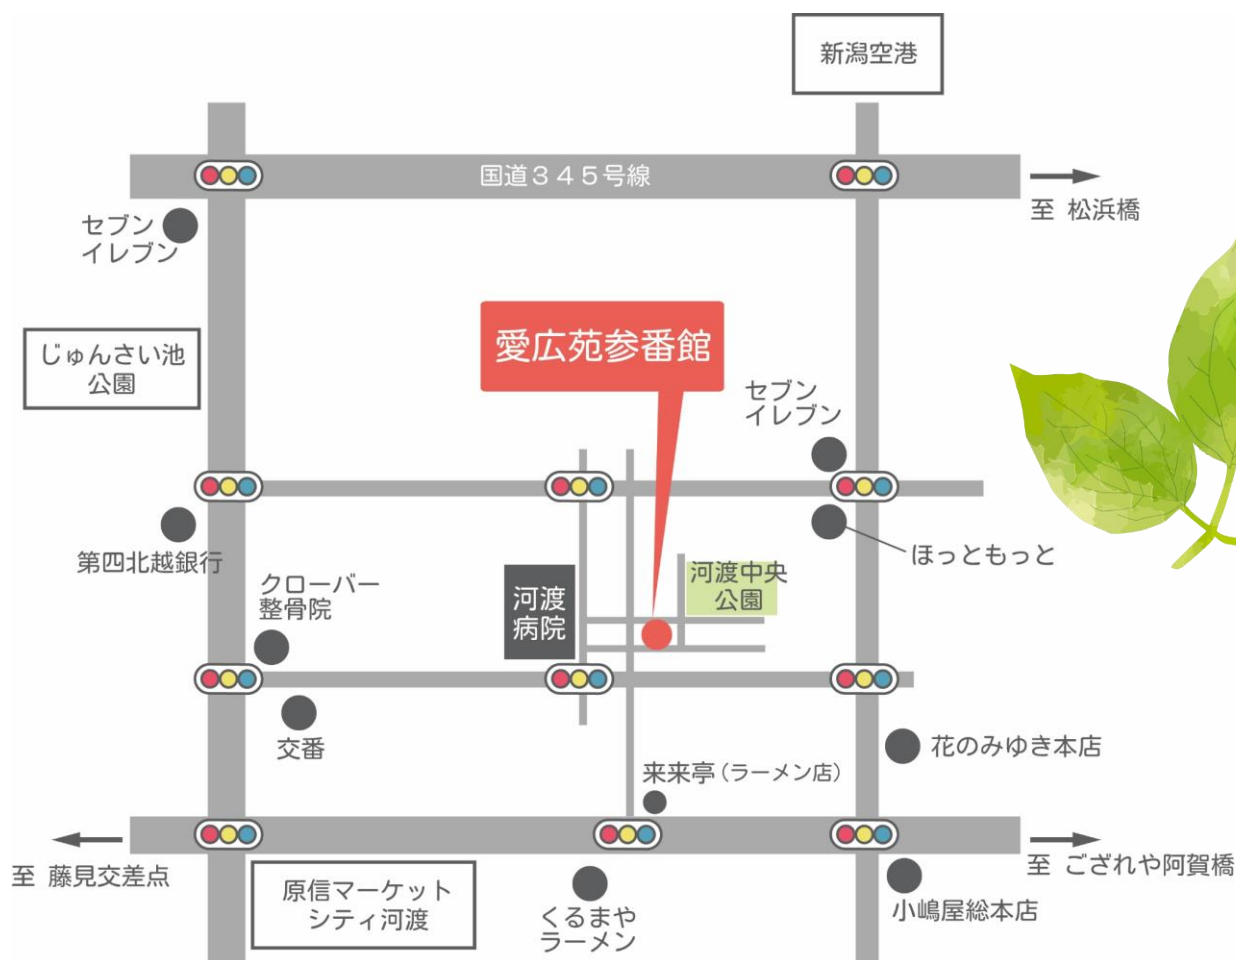 新潟空港
国道３４５号線
至 松浜橋
セブン
イレブン
じゅんさい池
公園
愛広苑参番館
セブン
イレブン
第四北越銀行
ほっともっと
クローバー
整骨院
河渡
病院
河渡中央
公園
交番
花のみゆき本店
来来亭（ラーメン店）
至 藤見交差点
至 ござれや阿賀橋
原信マーケット
シティ河渡
くるまや
ラーメン
小嶋屋総本店